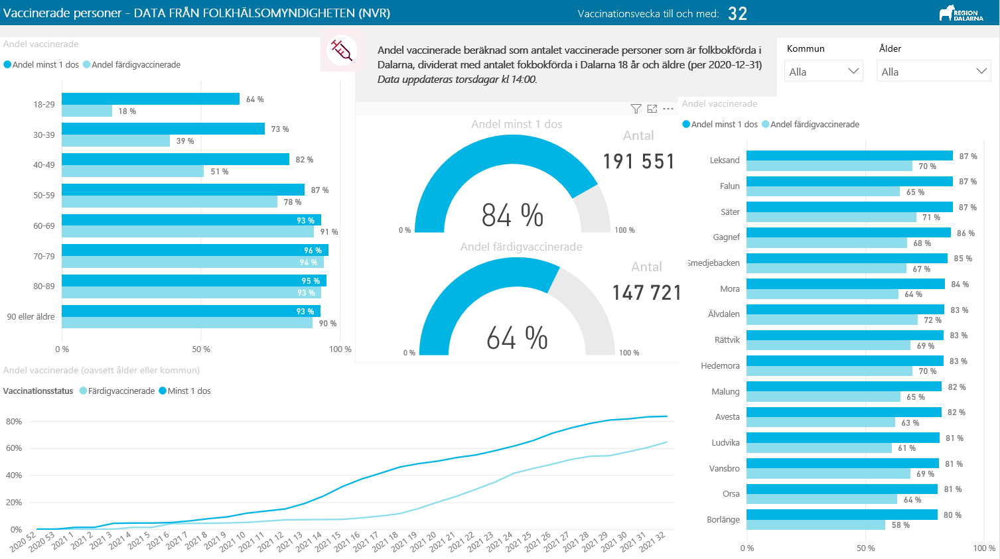 Vaccinerade personer - DATA FRÅN FOLKHÄLSOMYNDIGHETEN (NVR)
Vaccinationsvecka till och med: 32
REGION
DALARNA
Andel vaccinerade
Andel minst 1 dos Andel färdigvaccinerade
18-29 64 % 18 %
30-39 73 % 39 %
40-49 82 % 51 %
50-59 87 % 78 %
60-69 93 % 91 %
70-79 96 % 94 %
80-89 95 % 93 %
90 eller äldre 93 % 90 %
0 % 50 % 100 %
Andel vaccinerade beräknad som antalet vaccinerade personer som är folkbokförda i
Dalarna, dividerat med antalet fokbokförda i Dalarna 18 år och äldre (per 2020-12-31)
Data uppdateras torsdagar kl 14:00.
Kommun Ålder
Alla Alla
Andel minst 1 dos
Antal
191 551
84 %
0 % 100 %
Andel färdigvaccinerade
Antal
147 721
64 %
0 % 100 %
Andel vaccinerade
Andel minst 1 dos Andel färdigvaccinerade
0 % 50 % 100 %
Leksand 87 % 70 %
Falun 87 % 65 %
Säter 87 % 71 %
Gagnef 86 % 68 %
Smedjebacken 85 % 67 %
Mora 84 % 64 %
Älvdalen 83 % 72 %
Rättvik 83 % 69 %
Hedemora 83 % 70 %
Malung 82 % 65 %
Avesta 82 % 63 %
Ludvika 81 % 61 %
Vansbro 81 % 69 %
Orsa 81 % 64 %
Borlänge 80 % 58 %
0 % 50 % 100 %
Andel vaccinerade (oavsett ålder eller kommun)
Vaccinationsstatus Färdigvaccinerade Minst 1 dos
80%
60%
40%
20%
0%
2020 52 2020 53 2021 1 2021 2 2021 3 2021 4 2021 5 2021 6 2021 7 2021 8 2021 9 2021 10 2021 11 2021 12 2021 13 2021 14 2021 15 2021 16 2021 17 2021 18 2021 19 2021 20 2021 21 2021 22 2021 23 2021 24 2021 25 2021 26 2021 27 2021 28 2021 29 2021 30 2021 31 2021 32